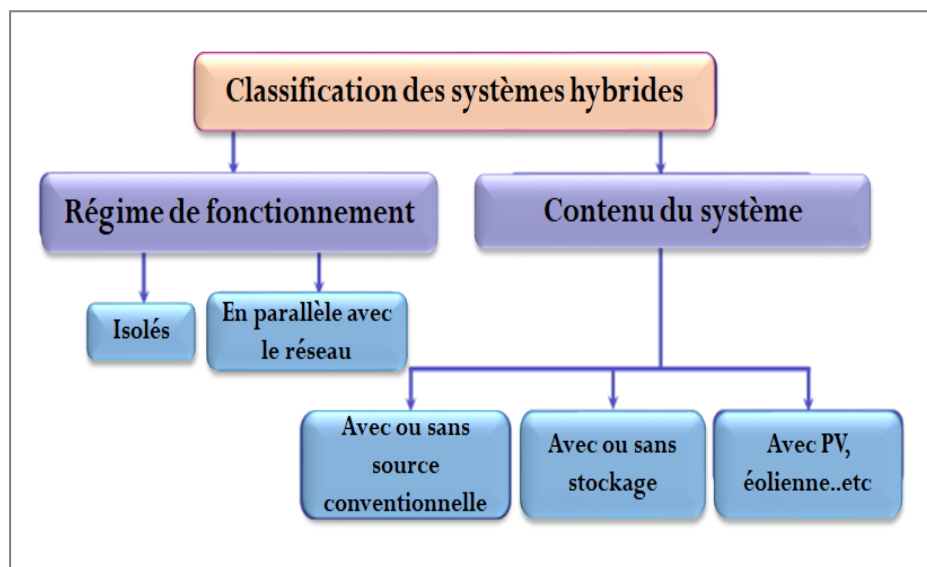 Classification des systèmes hybrides
Régime de fonctionnement
Contenu du système
Isolés
En parallèle avec
le réseau
Avec ou sans
source
conventionnelle
Avec ou sans
stockage
Avec PV,
éolienne..etc